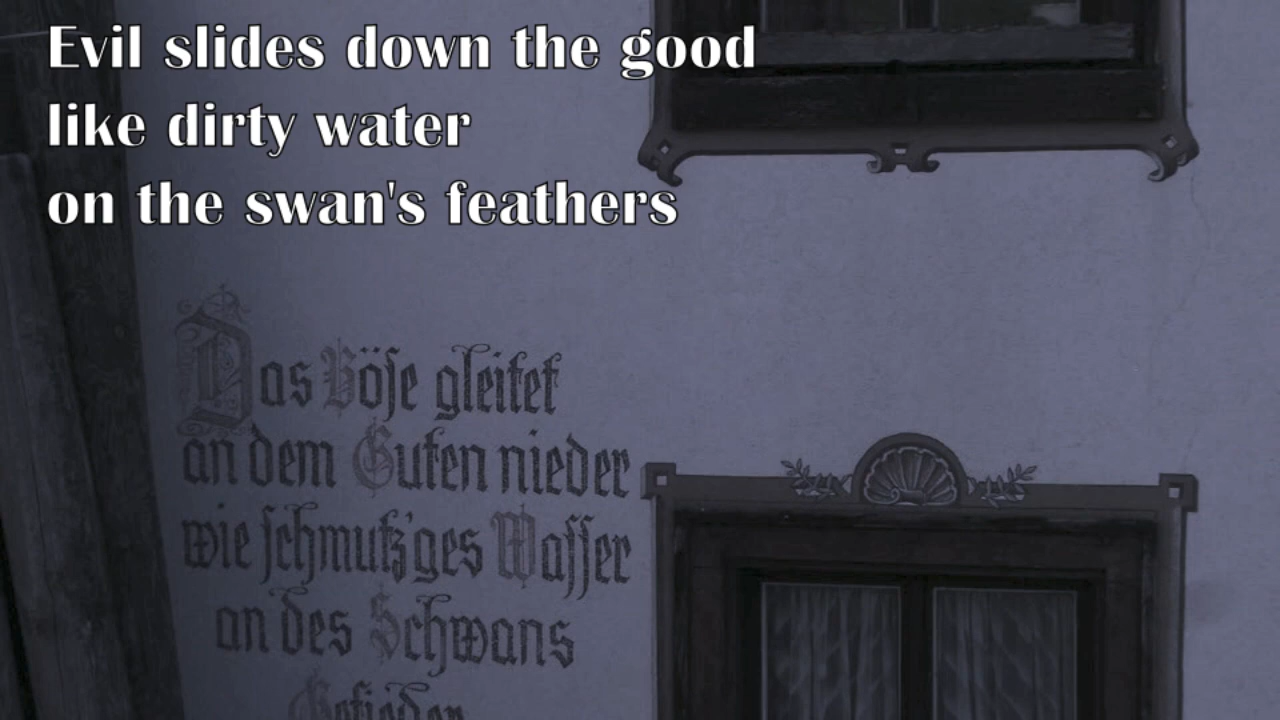 Evil slides down the good
like dirty water
on the swan's feathers
Das Böse gleitet
an dem Guten nieder
wie schmutz'ges Wasser
an des Schwans
Gefieder